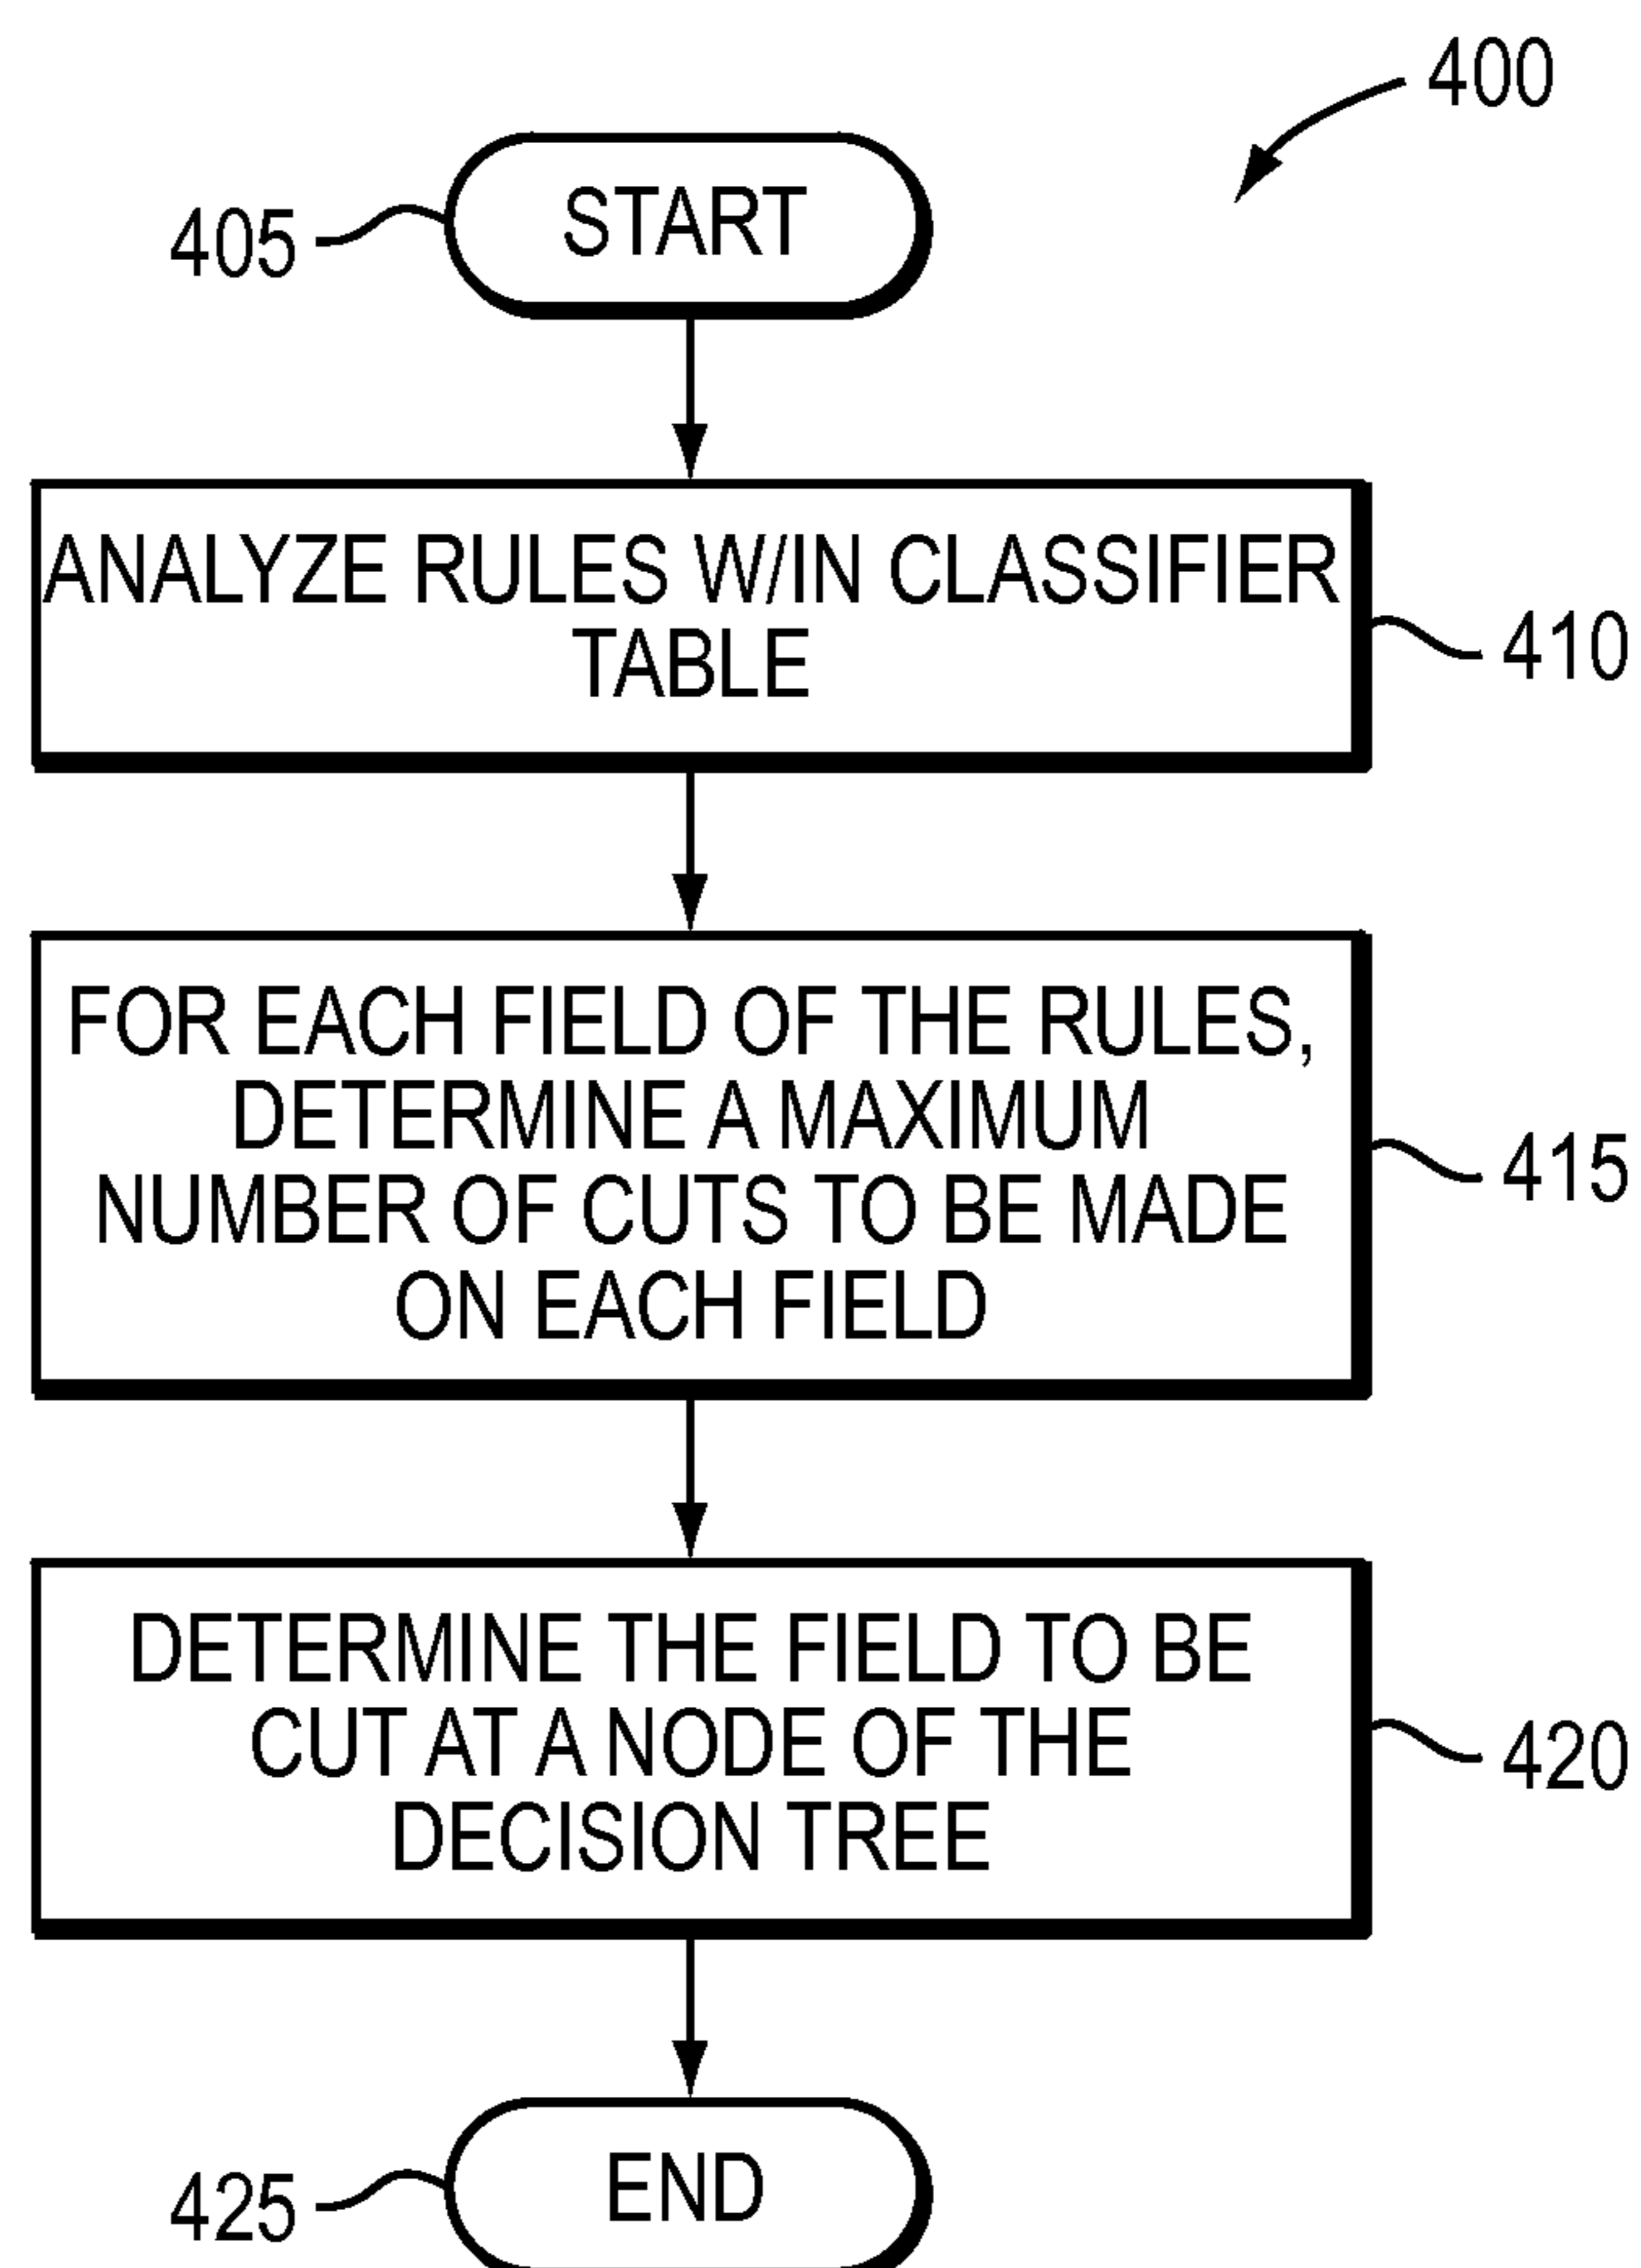 400
405
START
ANALYZE RULES W/IN CLASSIFIER
TABLE
410
FOR EACH FIELD OF THE RULES,
DETERMINE A MAXIMUM
NUMBER OF CUTS TO BE MADE
ON EACH FIELD
415
DETERMINE THE FIELD TO BE
CUT AT A NODE OF THE
DECISION TREE
420
END
425